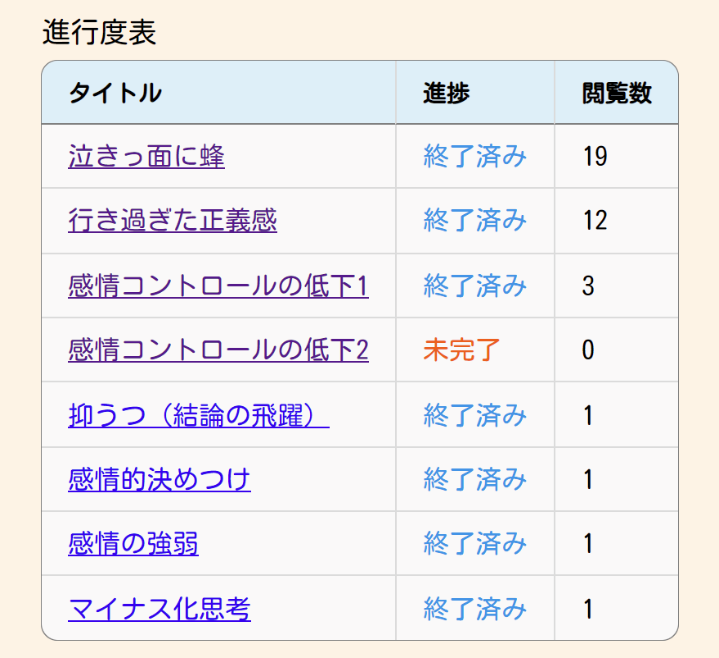 進行度表
タイトル 進捗 閲覧数
泣きっ面に蜂 終了済み 19
行き過ぎた正義感 終了済み 12
感情コントロールの低下1 終了済み 3
感情コントロールの低下2 未完了 0
抑うつ（結論の飛躍） 終了済み 1
感情的決めつけ 終了済み 1
感情の強弱 終了済み 1
マイナス化思考 終了済み 1